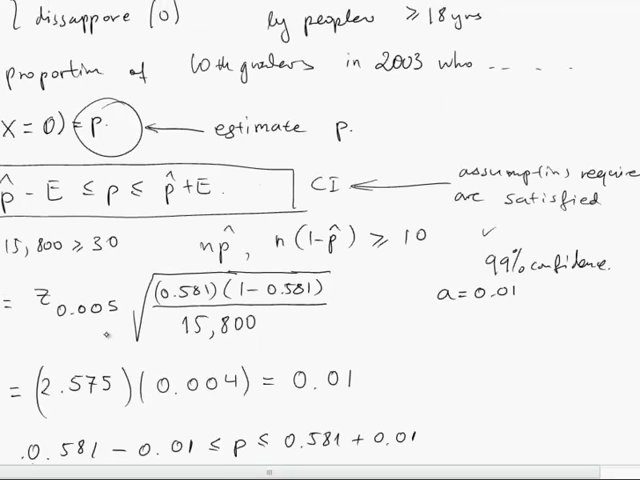 dissappore (0) by people ≥ 18 yrs
proportion of 10th graders in 2003 who - - - -
X = 0) = p. ← estimate p.
p̂ - E ≤ p ≤ p̂ + E. CI ← assumptions require
are satisfied
15,800 ≥ 30 np̂, n(1-p̂) ≥ 10 ✓
99% confidence.
= Z0.005 √((0.581)(1-0.581)/15,800) a = 0.01
= (2.575)(0.004) = 0.01
0.581 - 0.01 ≤ p ≤ 0.581 + 0.01